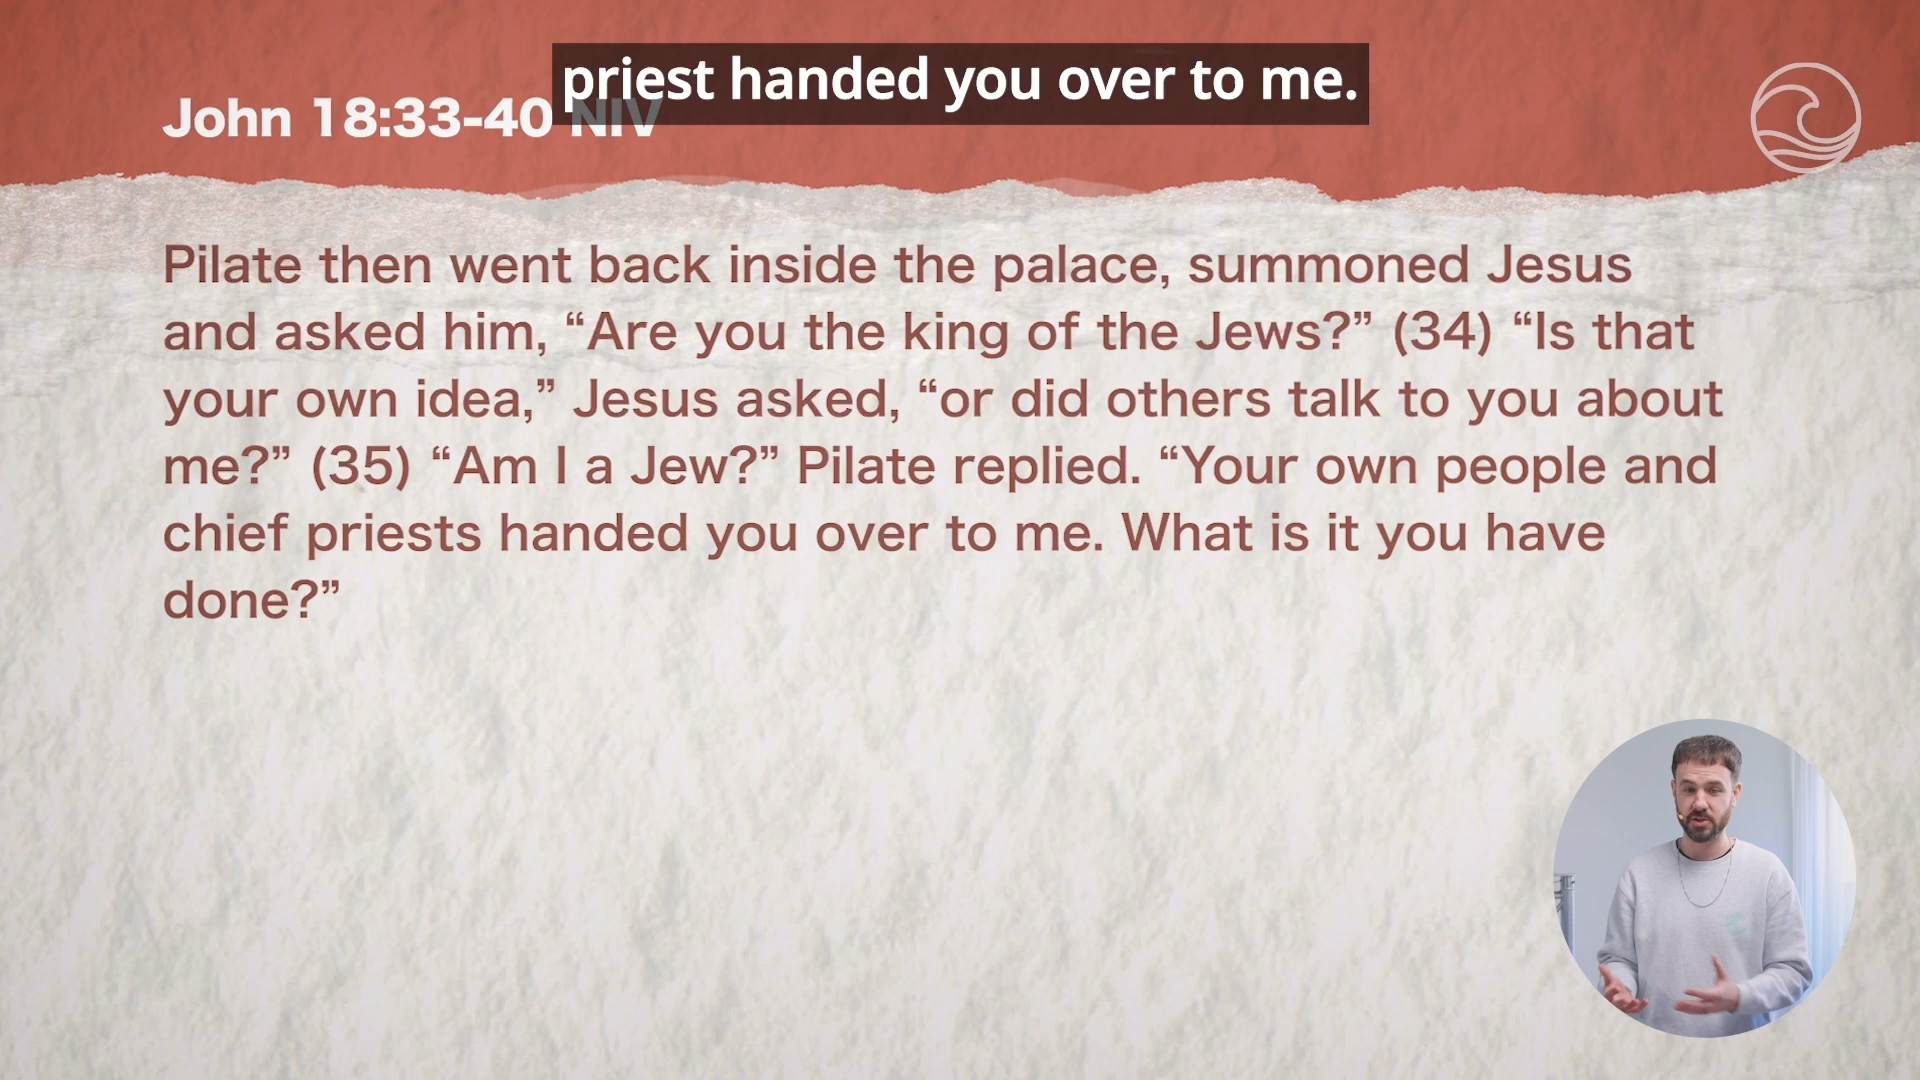 priest handed you over to me.
John 18:33-40 NIV
Pilate then went back inside the palace, summoned Jesus
and asked him, “Are you the king of the Jews?” (34) “Is that
your own idea,” Jesus asked, “or did others talk to you about
me?” (35) “Am I a Jew?” Pilate replied. “Your own people and
chief priests handed you over to me. What is it you have
done?”